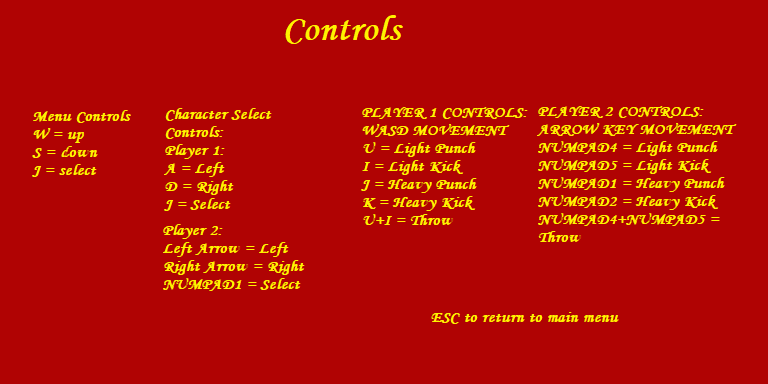 Controls
Menu Controls
W = up
S = down
J = select
Character Select
Controls:
Player 1:
A = Left
D = Right
J = Select
Player 2:
Left Arrow = Left
Right Arrow = Right
NUMPAD1 = Select
PLAYER 1 CONTROLS:
WASD MOVEMENT
U = Light Punch
I = Light Kick
J = Heavy Punch
K = Heavy Kick
U+I = Throw
PLAYER 2 CONTROLS:
ARROW KEY MOVEMENT
NUMPAD4 = Light Punch
NUMPAD5 = Light Kick
NUMPAD1 = Heavy Punch
NUMPAD2 = Heavy Kick
NUMPAD4+NUMPAD5 =
Throw
ESC to return to main menu